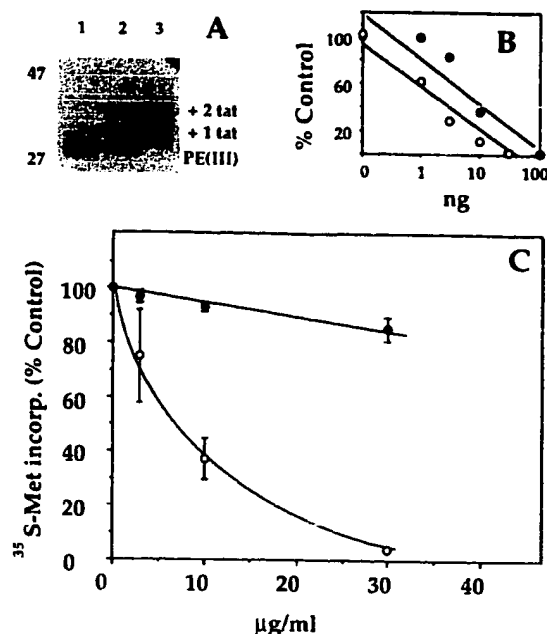 1 2 3 A
47
+ 2 tat
+ 1 tat
27 PE(III)
B
% Control
100
60
20
0 1 10 100
ng
C
35 S-Met incorp. (% Control)
100
80
60
40
20
0
0 10 20 30 40
µg/ml